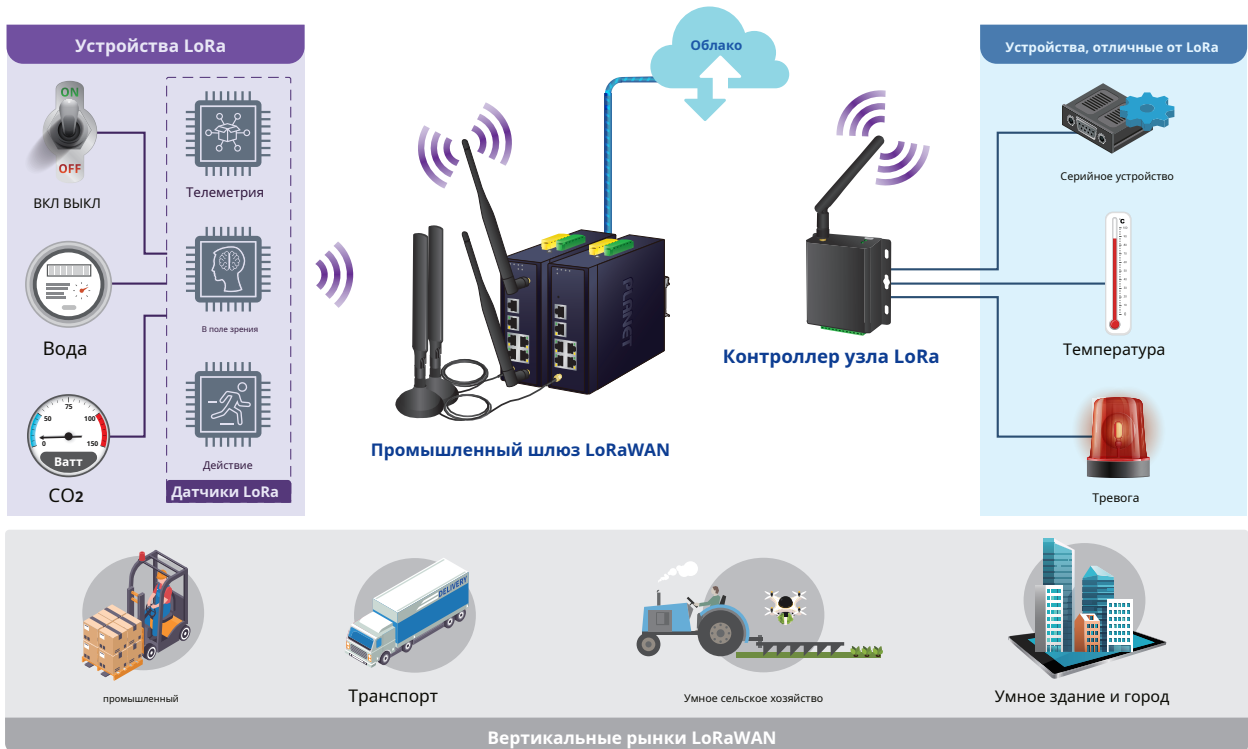 Устройства LoRa
ON
OFF
ВКЛ ВЫКЛ
Вода
0
50
75
100
150
Ватт
CO2
Телеметрия
В поле зрения
Действие
Датчики LoRa
Облако
PLANET
Промышленный шлюз LoRaWAN
Контроллер узла LoRa
Устройства, отличные от LoRa
Серийное устройство
°C
Температура
Тревога
DELIVERY
промышленный
Транспорт
Умное сельское хозяйство
Умное здание и город
Вертикальные рынки LoRaWAN